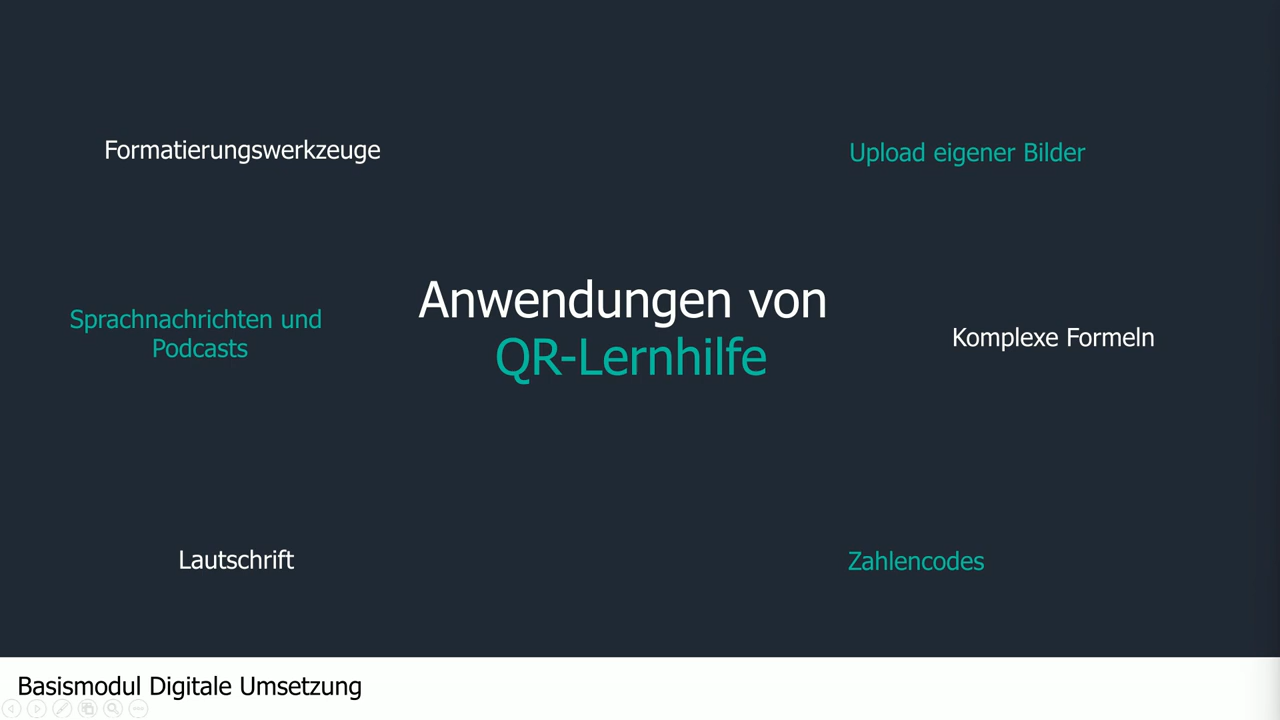 Formatierungswerkzeuge
Upload eigener Bilder
Anwendungen von
QR-Lernhilfe
Sprachnachrichten und
Podcasts
Komplexe Formeln
Lautschrift
Zahlencodes
Basismodul Digitale Umsetzung